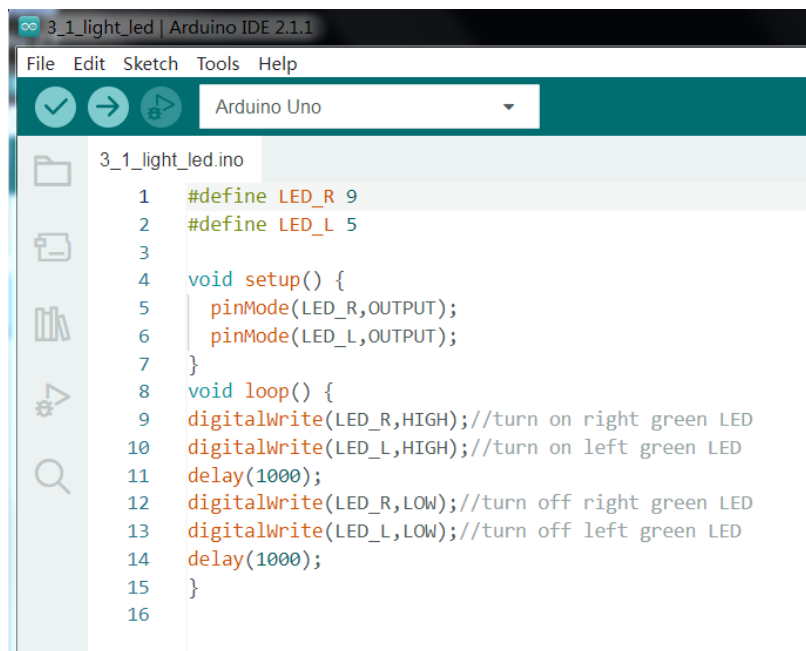 3_1_light_led | Arduino IDE 2.1.1
File Edit Sketch Tools Help
Arduino Uno
3_1_light_led.ino
1 #define LED_R 9
2 #define LED_L 5
3
4 void setup() {
5   pinMode(LED_R,OUTPUT);
6   pinMode(LED_L,OUTPUT);
7 }
8 void loop() {
9 digitalWrite(LED_R,HIGH);//turn on right green LED
10 digitalWrite(LED_L,HIGH);//turn on left green LED
11 delay(1000);
12 digitalWrite(LED_R,LOW);//turn off right green LED
13 digitalWrite(LED_L,LOW);//turn off left green LED
14 delay(1000);
15 }
16